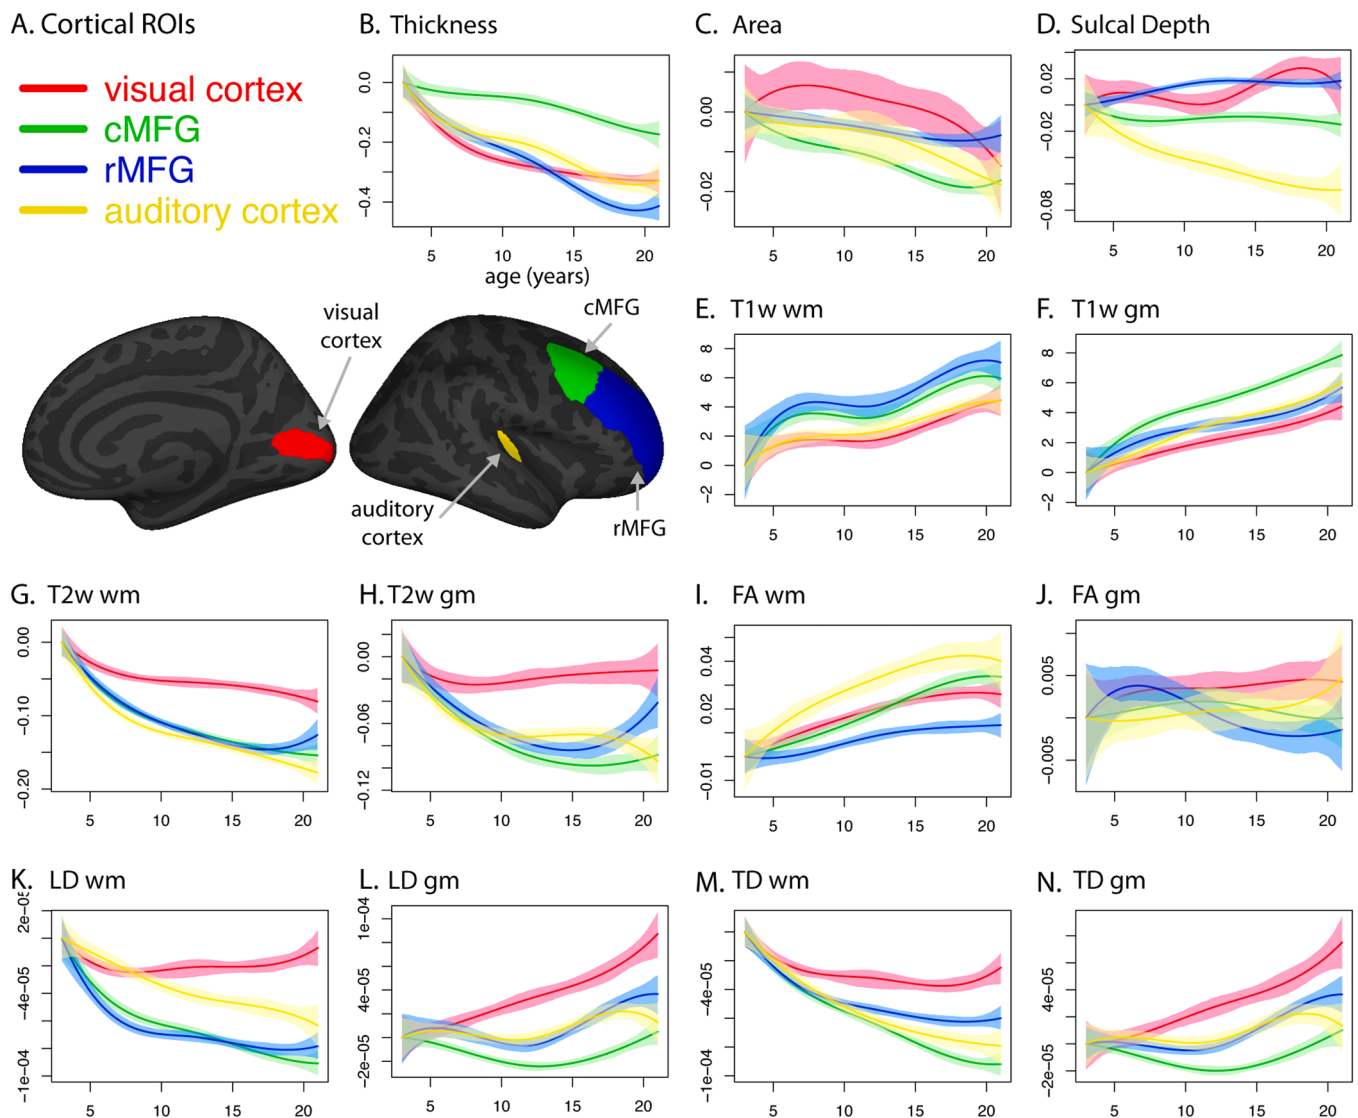 A. Cortical ROIs
visual cortex
cMFG
rMFG
auditory cortex
B. Thickness
0.0
−0.2
−0.4
5 10 15 20
age (years)
C. Area
0.00
−0.02
5 10 15 20
D. Sulcal Depth
0.02
−0.02
−0.08
5 10 15 20
visual
cortex
cMFG
auditory
cortex
rMFG
E. T1w wm
8
6
4
2
0
−2
5 10 15 20
F. T1w gm
8
6
4
2
0
−2
5 10 15 20
G. T2w wm
0.00
−0.10
−0.20
5 10 15 20
H. T2w gm
0.00
−0.06
−0.12
5 10 15 20
I. FA wm
0.04
0.02
−0.01
5 10 15 20
J. FA gm
0.005
−0.005
5 10 15 20
K. LD wm
2e−05
−4e−05
−1e−04
5 10 15 20
L. LD gm
1e−04
4e−05
−2e−05
5 10 15 20
M. TD wm
−4e−05
−1e−04
5 10 15 20
N. TD gm
4e−05
−2e−05
5 10 15 20